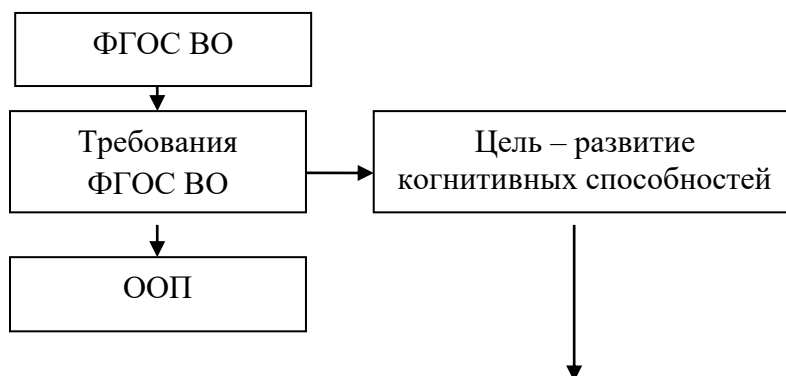 ФГОС ВО
Требования
ФГОС ВО
Цель – развитие
когнитивных способностей
ООП